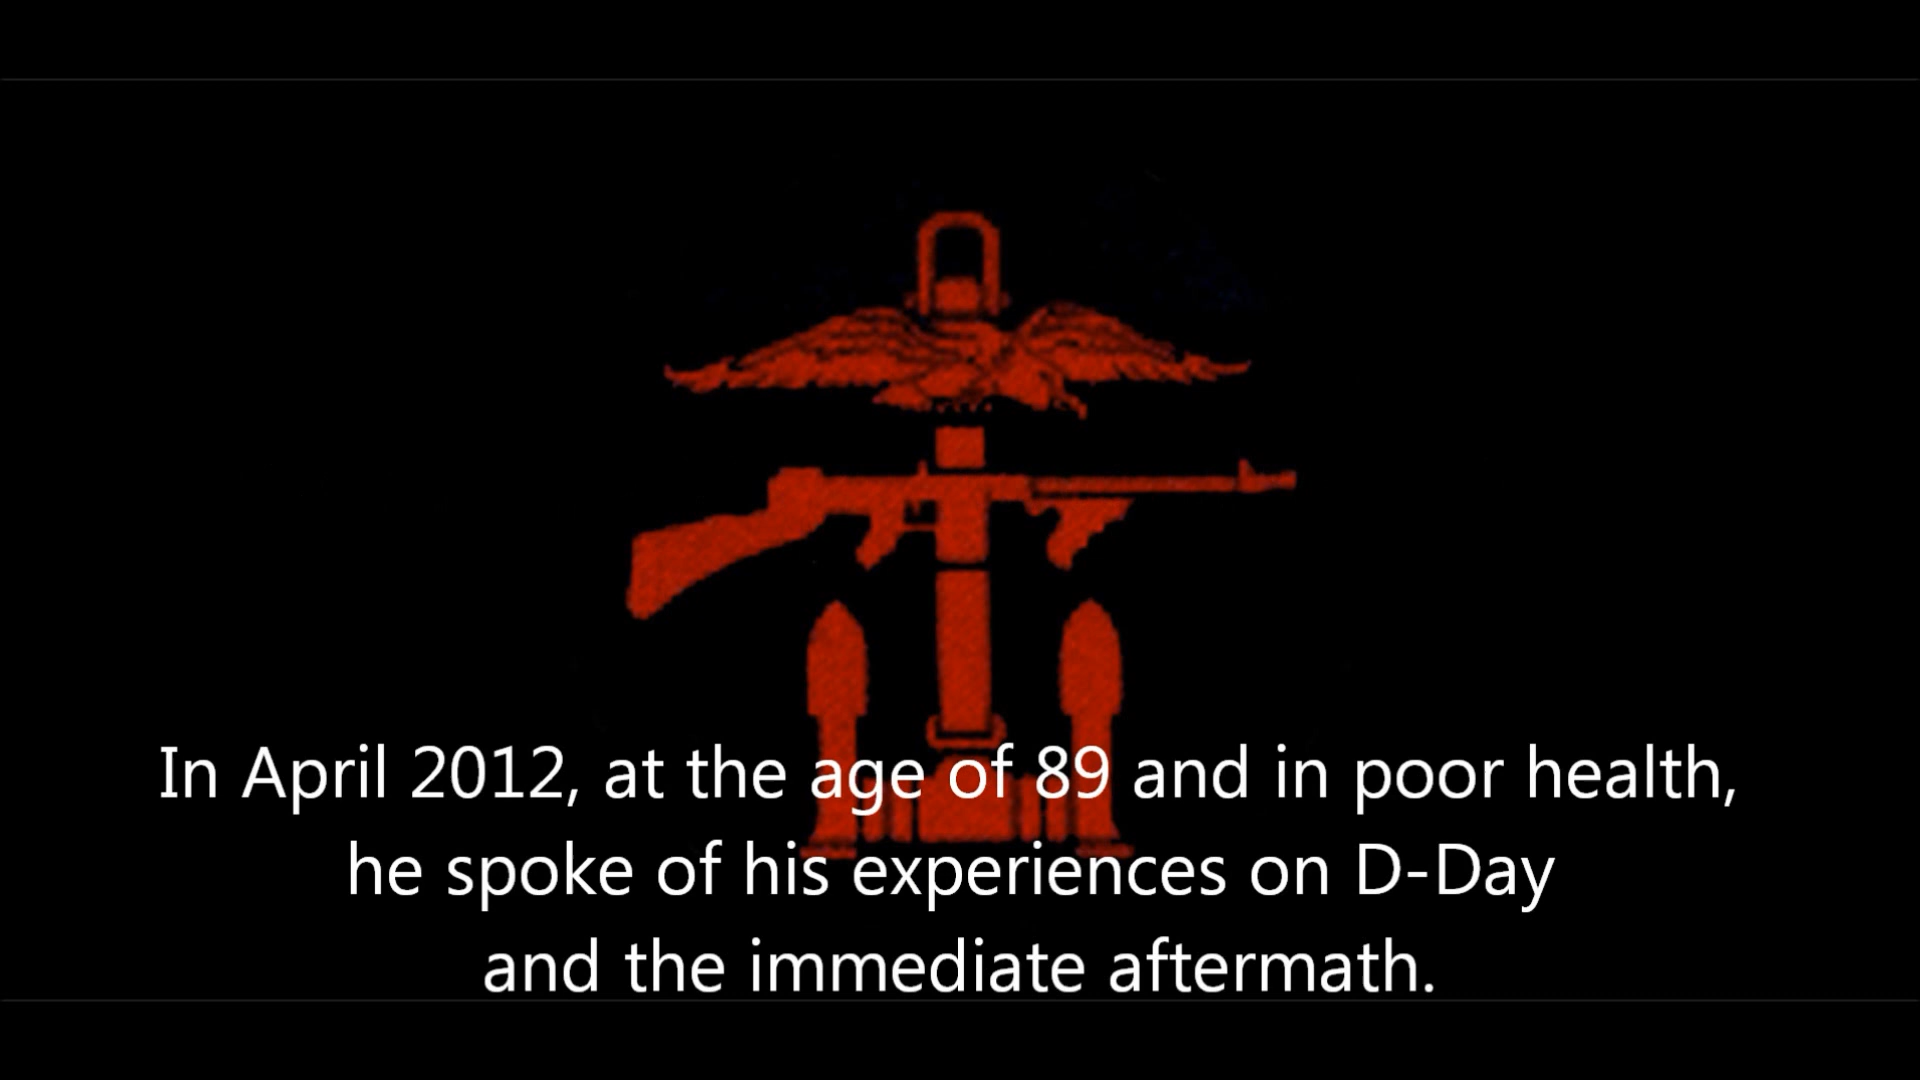 In April 2012, at the age of 89 and in poor health,
he spoke of his experiences on D-Day
and the immediate aftermath.